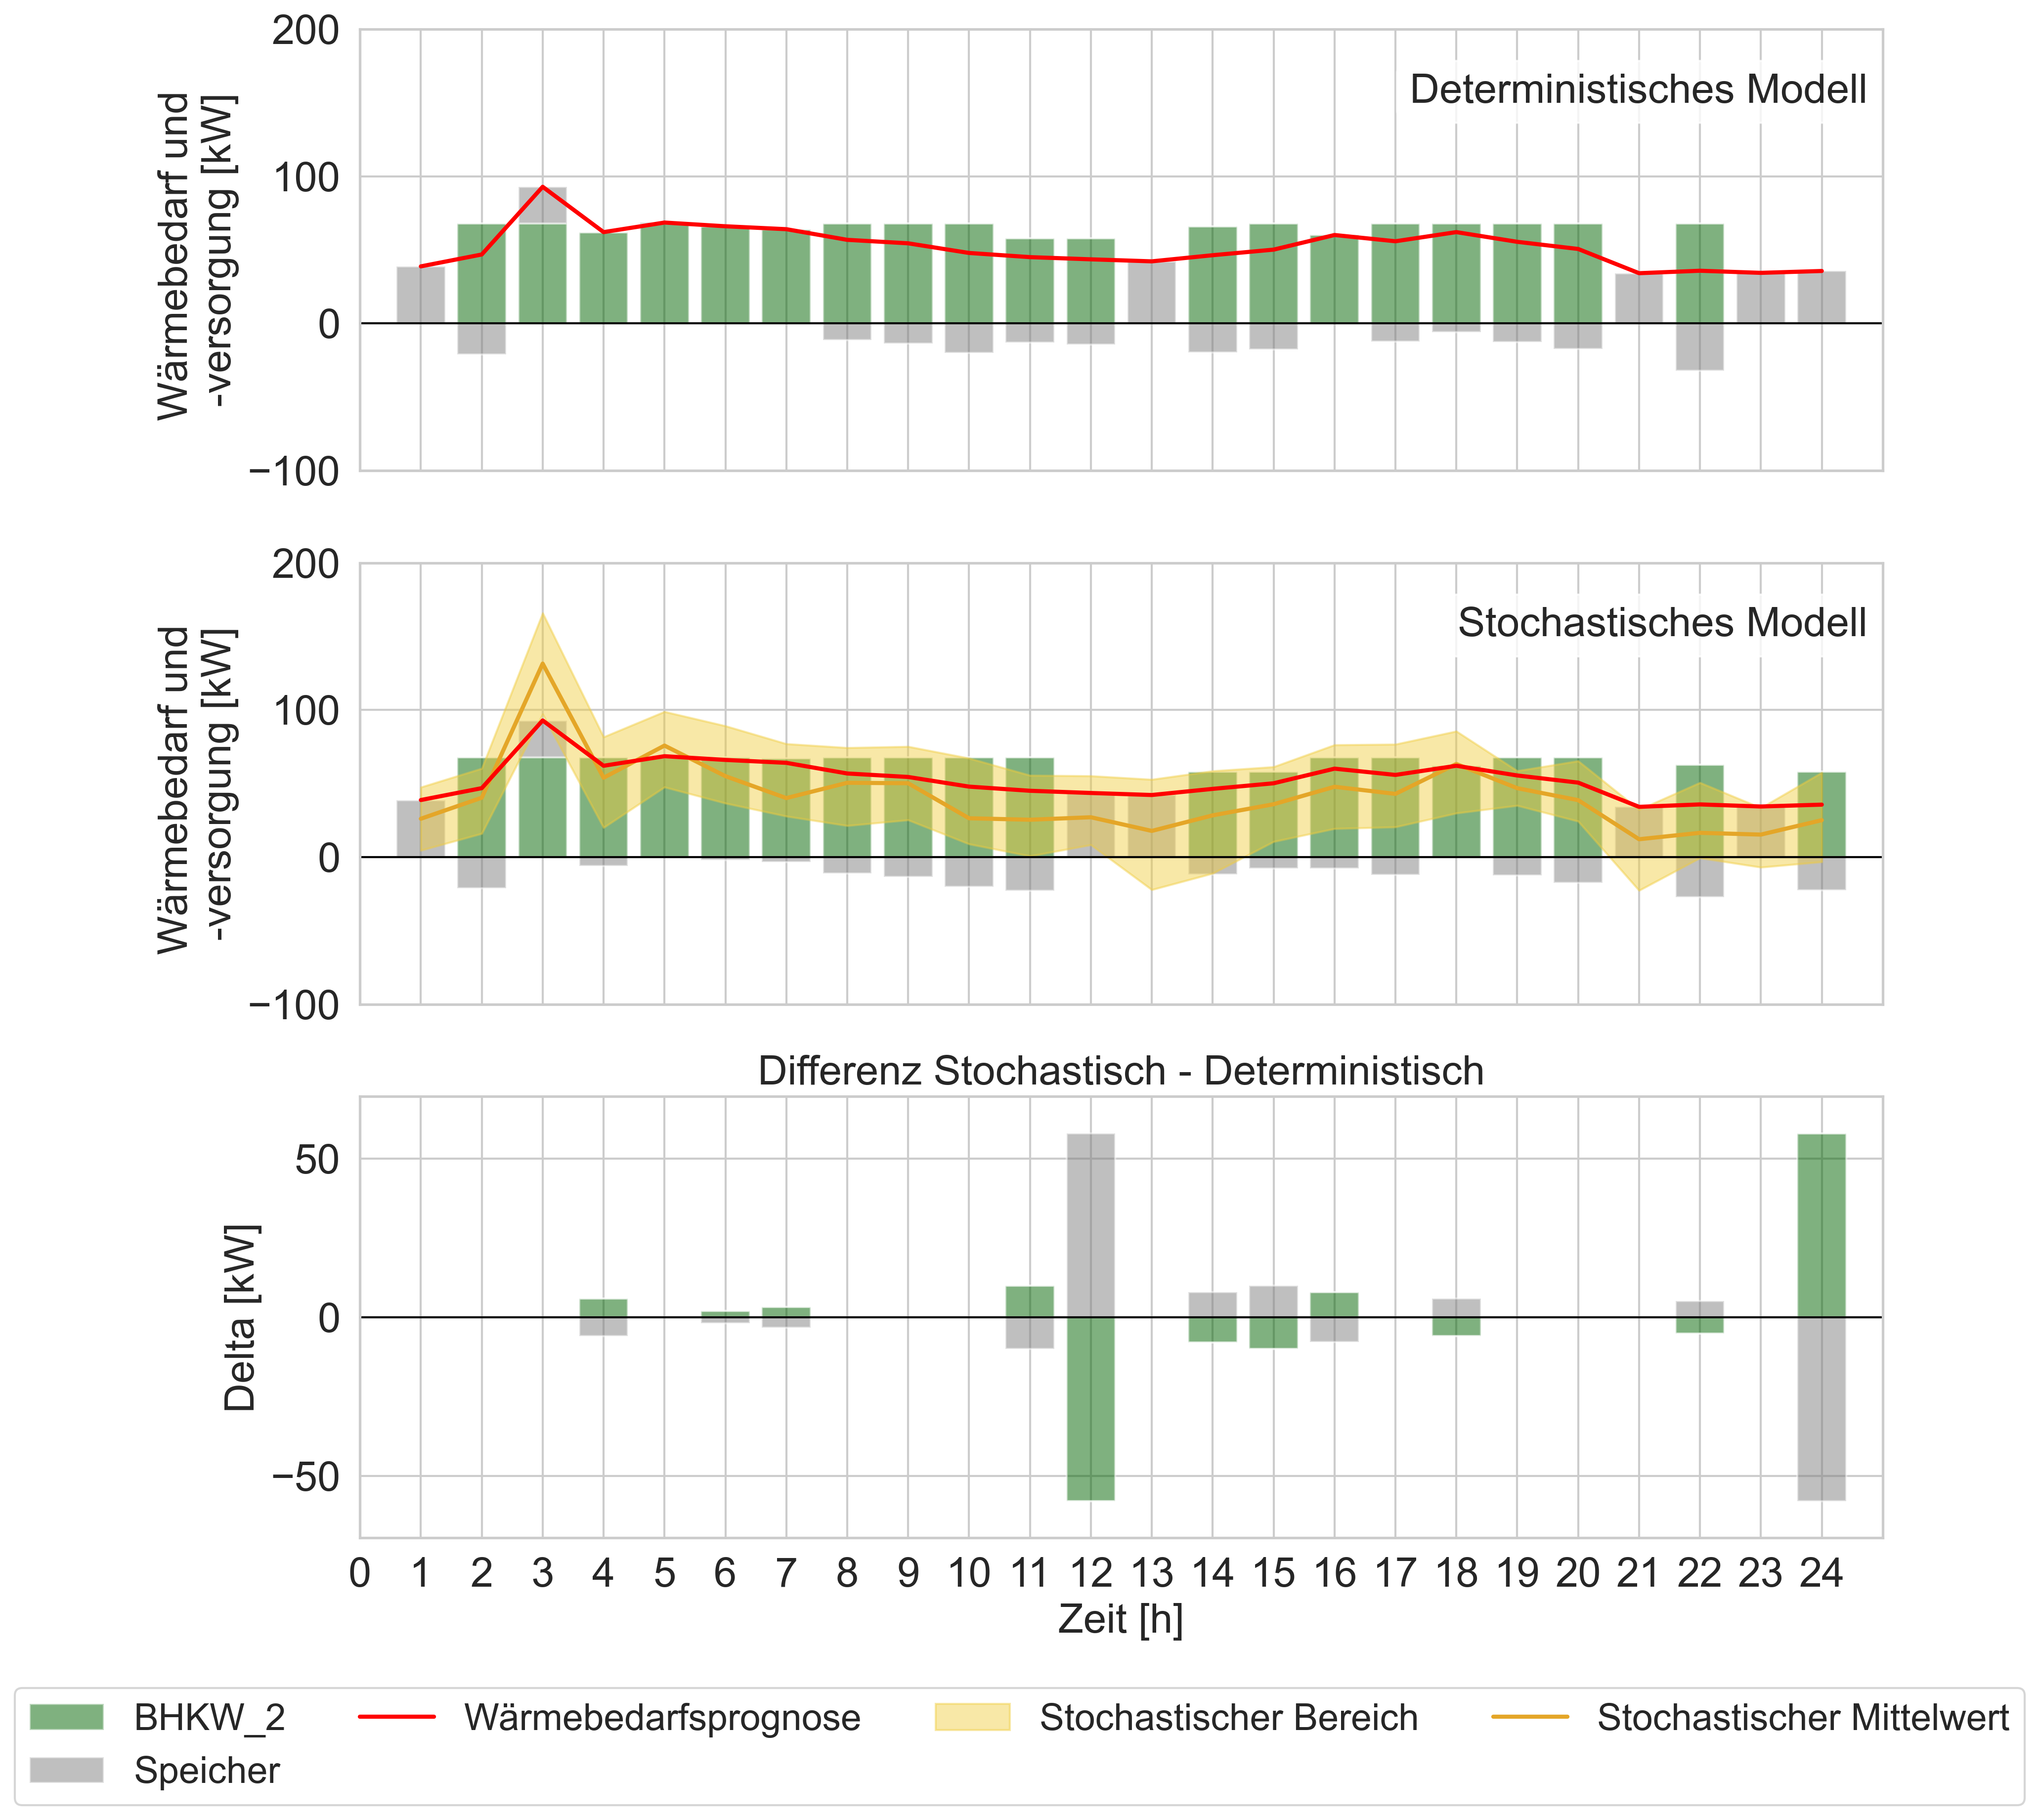 200
Deterministisches Modell
100
0
−100
Wärmebedarf und
-versorgung [kW]
200
Stochastisches Modell
100
0
−100
Wärmebedarf und
-versorgung [kW]
Differenz Stochastisch - Deterministisch
50
0
−50
Delta [kW]
0 1 2 3 4 5 6 7 8 9 10 11 12 13 14 15 16 17 18 19 20 21 22 23 24
Zeit [h]
BHKW_2 Wärmebedarfsprognose Stochastischer Bereich Stochastischer Mittelwert
Speicher